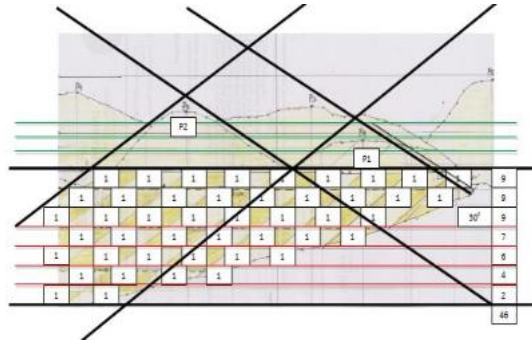 P2
P1
1 1 1 1 1 1 1 1 1 9
1 1 1 1 1 1 1 1 1 9
1 1 1 1 1 1 1 1 30° 9
1 1 1 1 1 1 1 7
1 1 1 1 1 1 6
1 1 1 1 4
1 1 2
46